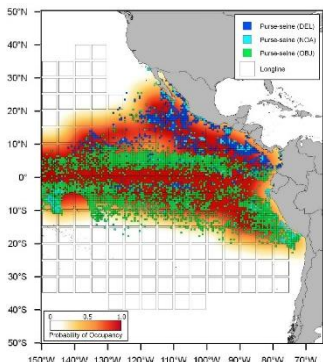 50°N
40°N
30°N
20°N
10°N
0°
10°S
20°S
30°S
40°S
50°S
150°W 140°W 130°W 120°W 110°W 100°W 90°W 80°W 70°W
Purse-seine (DEL)
Purse-seine (NOA)
Purse-seine (OBJ)
Longline
0 0.5 1.0
Probability of Occupancy